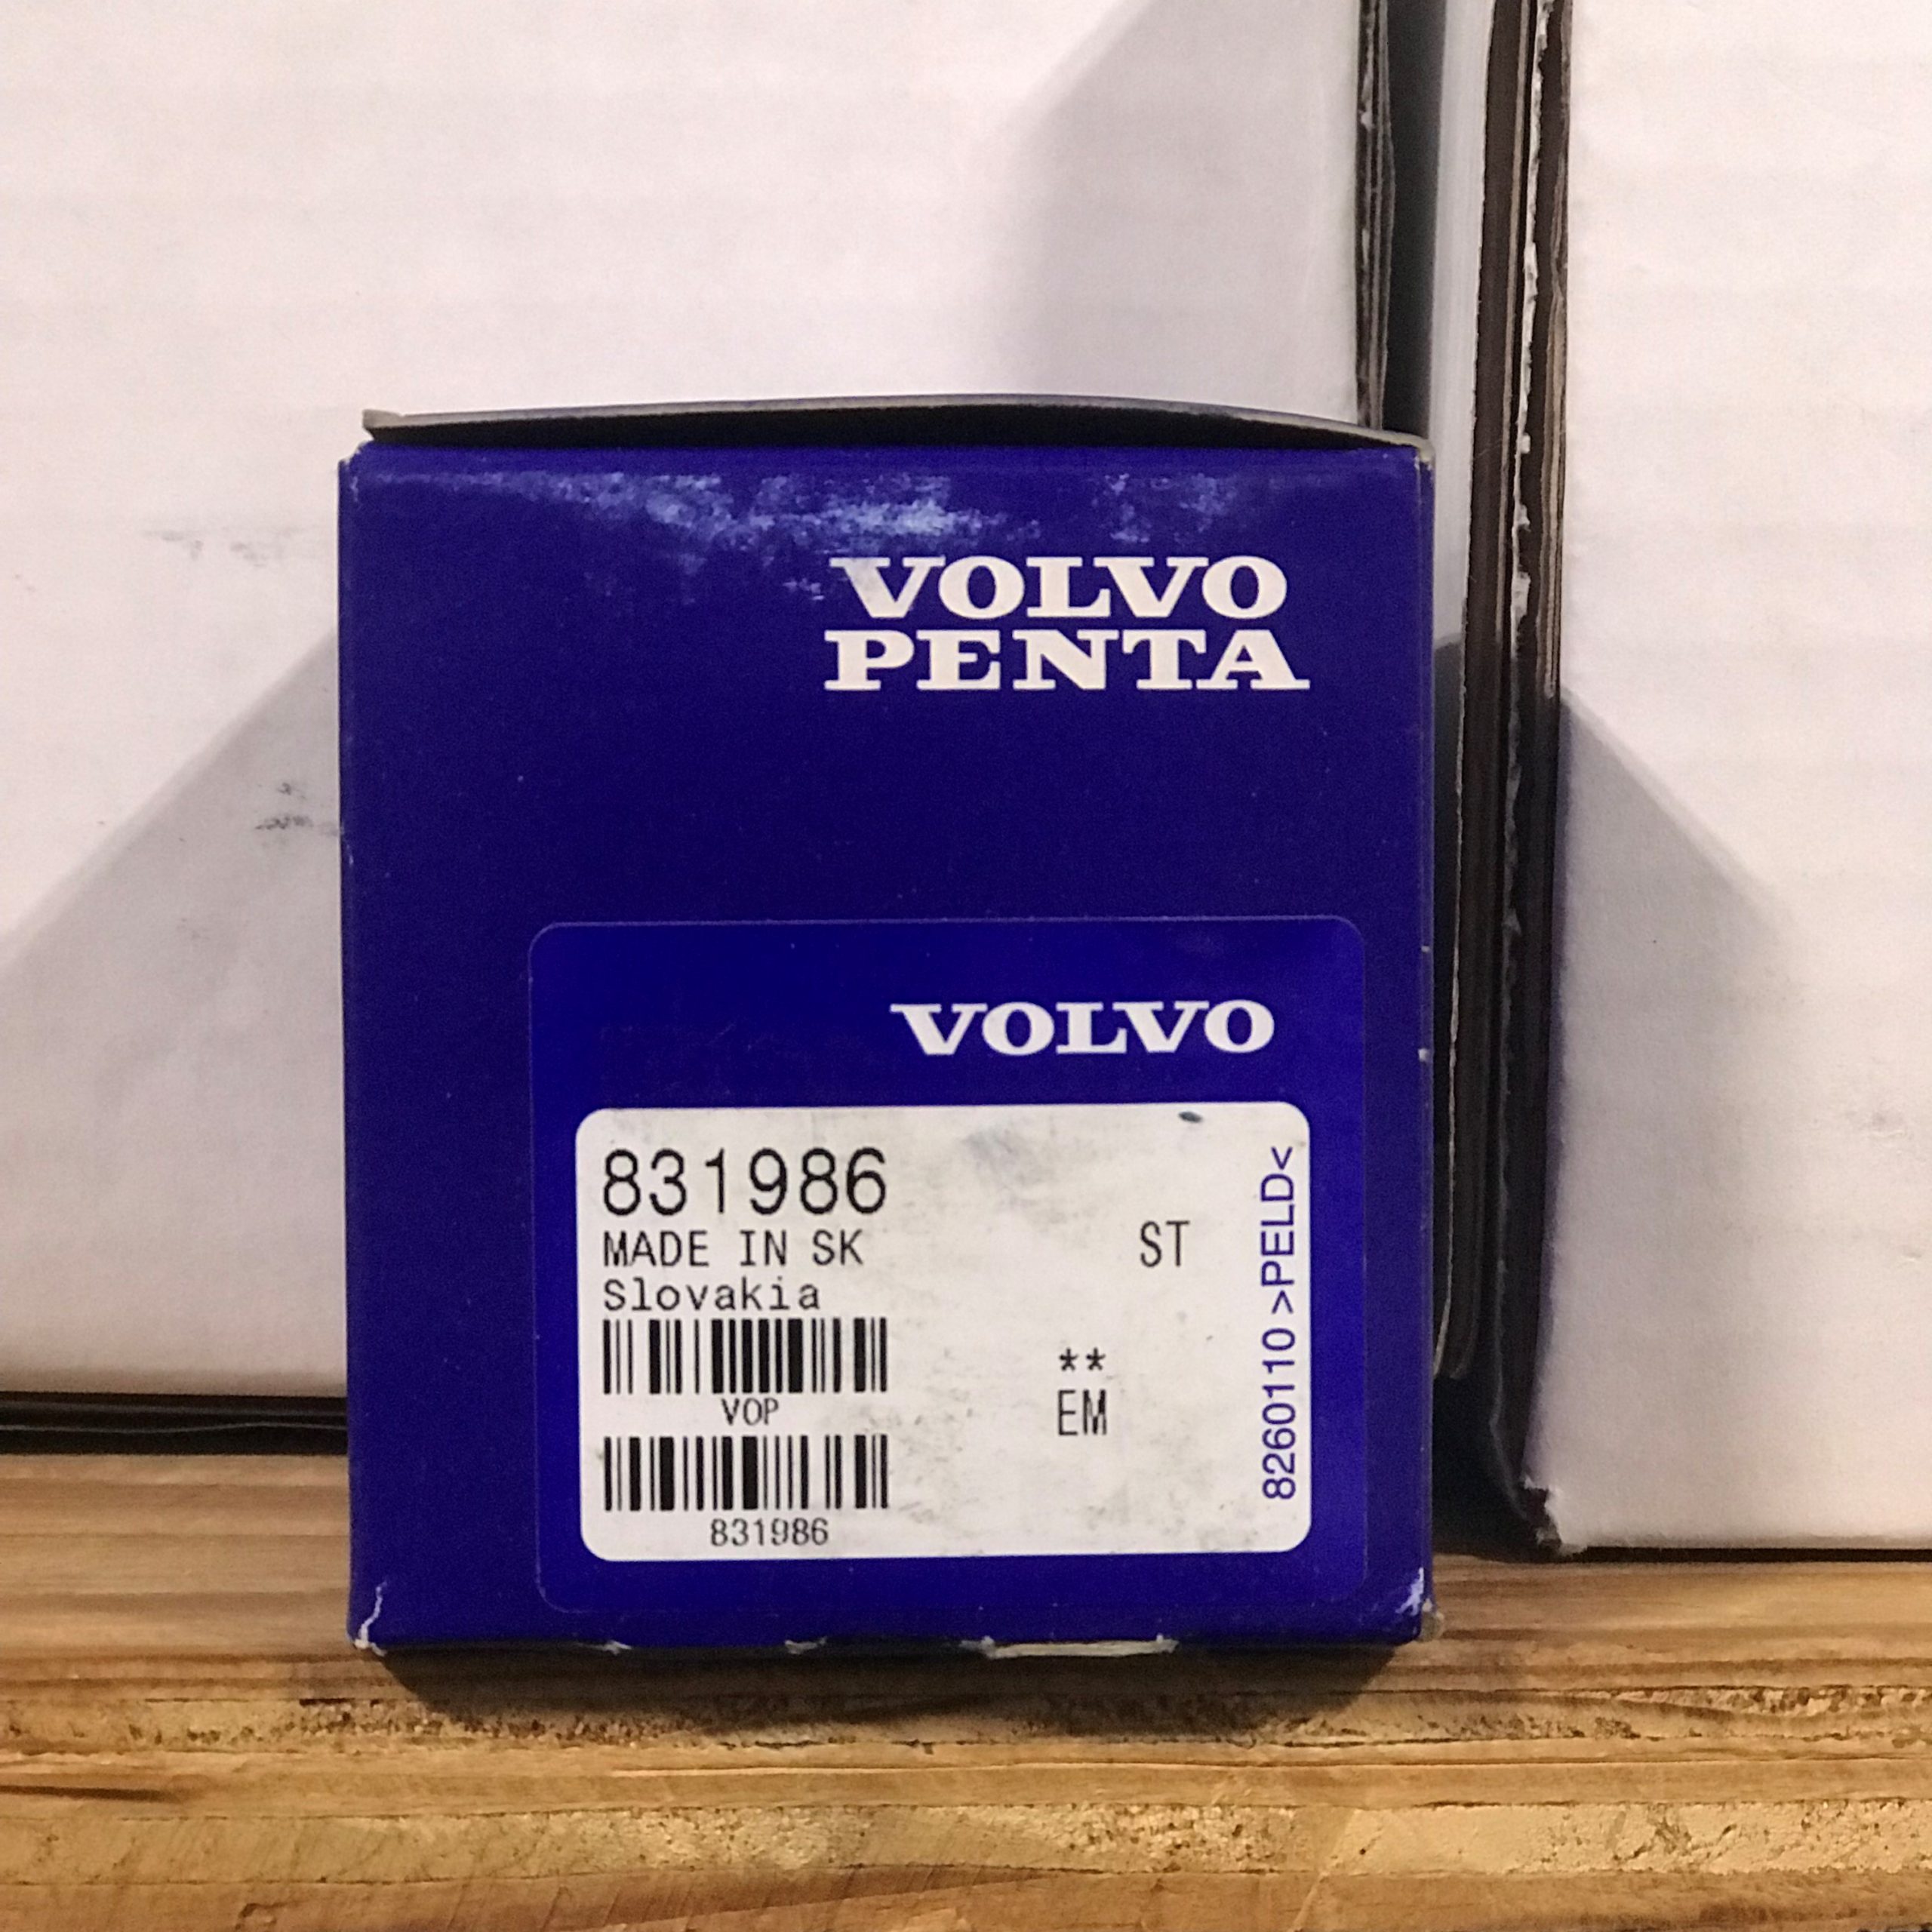 VOLVO
PENTA
VOLVO
831986
MADE IN SK
ST
Slovakia
**
VOP
EM
831986
8260110 >PELD<